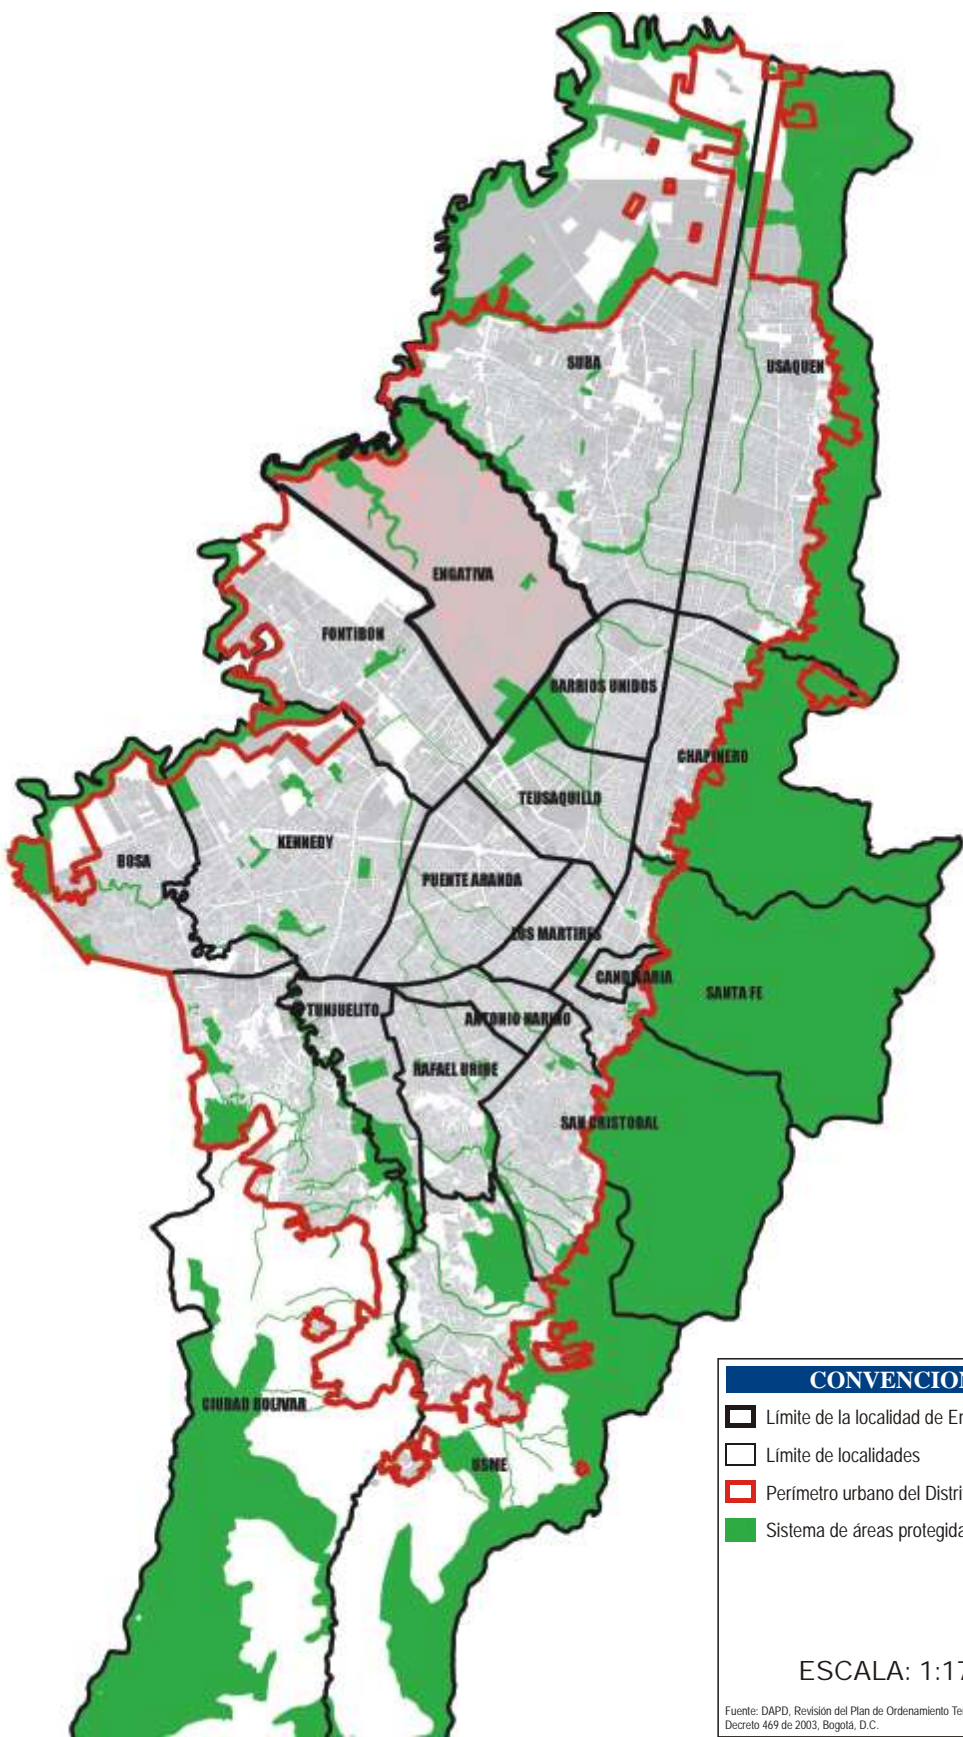 SUBA
USAQUEN
ENGATIVA
FONTIBON
BARRIOS UNIDOS
CHAPINERO
TEUSAQUILLO
KENNEDY
BOSA
PUENTE ARANDA
LOS MARTIRES
CANDELARIA
SANTA FE
TUNJUELITO
ANTONIO NARIÑO
RAFAEL URIBE
SAN CRISTOBAL
CIUDAD BOLIVAR
USME
CONVENCION
Límite de la localidad de En
Límite de localidades
Perímetro urbano del Distri
Sistema de áreas protegida
ESCALA: 1:17
Fuente: DAPD, Revisión del Plan de Ordenamiento Ter
Decreto 469 de 2003, Bogotá, D.C.